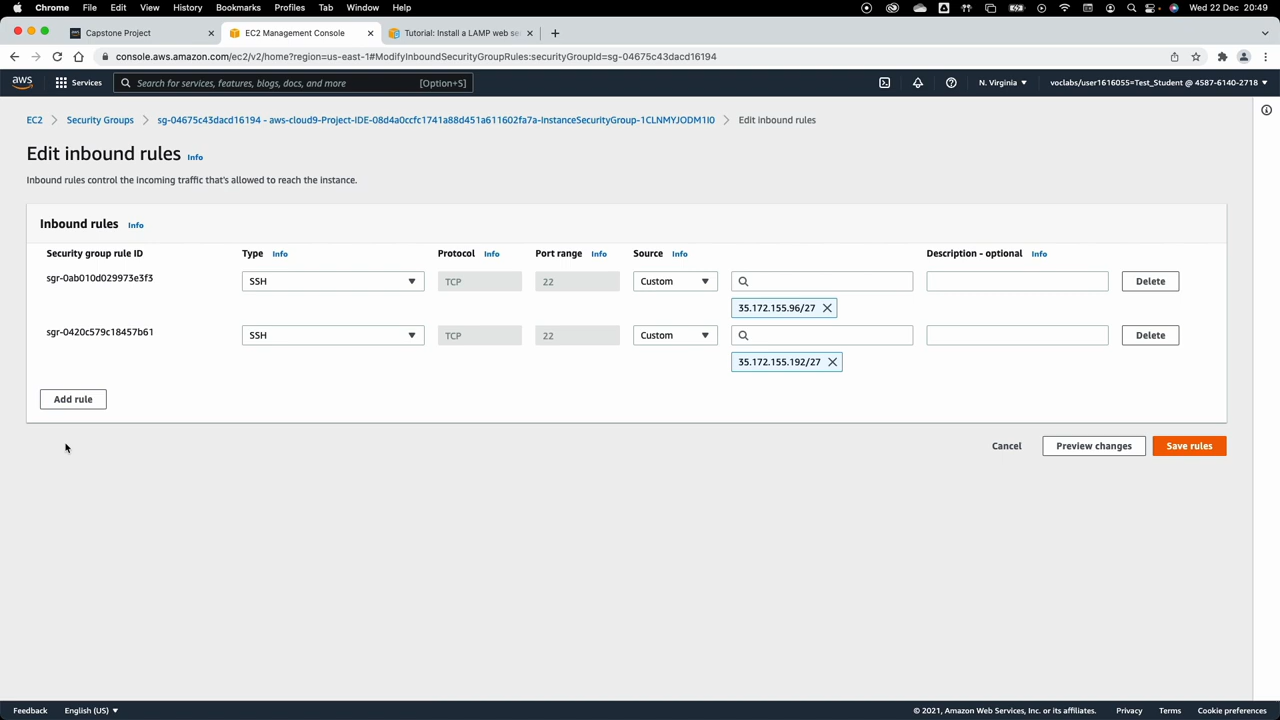 Chrome File Edit View History Bookmarks Profiles Tab Window Help Wed 22 Dec 20:49
Capstone Project EC2 Management Console Tutorial: Install a LAMP web se
console.aws.amazon.com/ec2/v2/home?region=us-east-1#ModifyInboundSecurityGroupRules:securityGroupId=sg-04675c43dacd16194
aws Services Search for services, features, blogs, docs, and more [Option+S] N. Virginia voclabs/user1616055=Test_Student @ 4587-6140-2718
EC2 Security Groups sg-04675c43dacd16194 - aws-cloud9-Project-IDE-08d4a0ccfc1741a88d451a611602fa7a-InstanceSecurityGroup-1CLNMYJODM1I0 Edit inbound rules
Edit inbound rules Info
Inbound rules control the incoming traffic that's allowed to reach the instance.
Inbound rules Info
Security group rule ID Type Info Protocol Info Port range Info Source Info Description - optional Info
sgr-0ab010d029973e3f3 SSH TCP 22 Custom Delete
35.172.155.96/27
sgr-0420c579c18457b61 SSH TCP 22 Custom Delete
35.172.155.192/27
Add rule
Cancel Preview changes Save rules
Feedback English (US) © 2021, Amazon Web Services, Inc. or its affiliates. Privacy Terms Cookie preferences